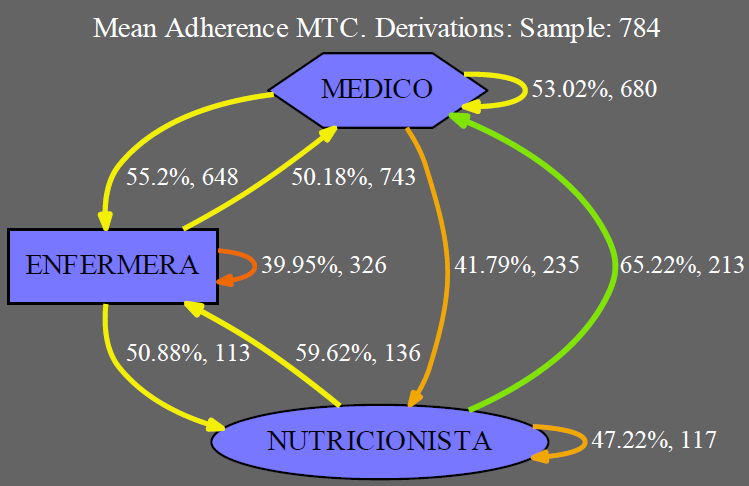 Mean Adherence MTC. Derivations: Sample: 784
MEDICO
53.02%, 680
55.2%, 648
50.18%, 743
ENFERMERA
39.95%, 326
41.79%, 235
65.22%, 213
50.88%, 113
59.62%, 136
NUTRICIONISTA
47.22%, 117